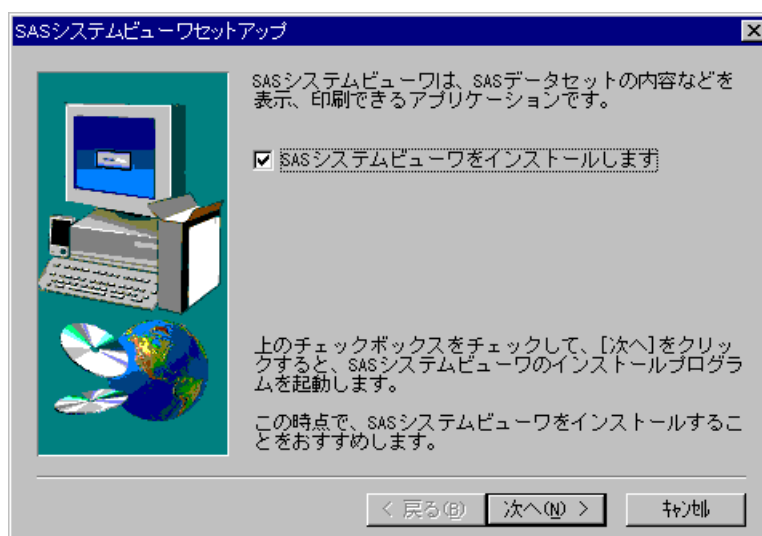 SASシステムビューワセットアップ
SASシステムビューワは、SASデータセットの内容などを
表示、印刷できるアプリケーションです。
SASシステムビューワをインストールします
上のチェックボックスをチェックして、[次へ]をクリッ
クすると、SASシステムビューワのインストールプログラ
ムを起動します。
この時点で、SASシステムビューワをインストールするこ
とをおすすめします。
< 戻る(B)
次へ(N) >
ｷｬﾝｾﾙ